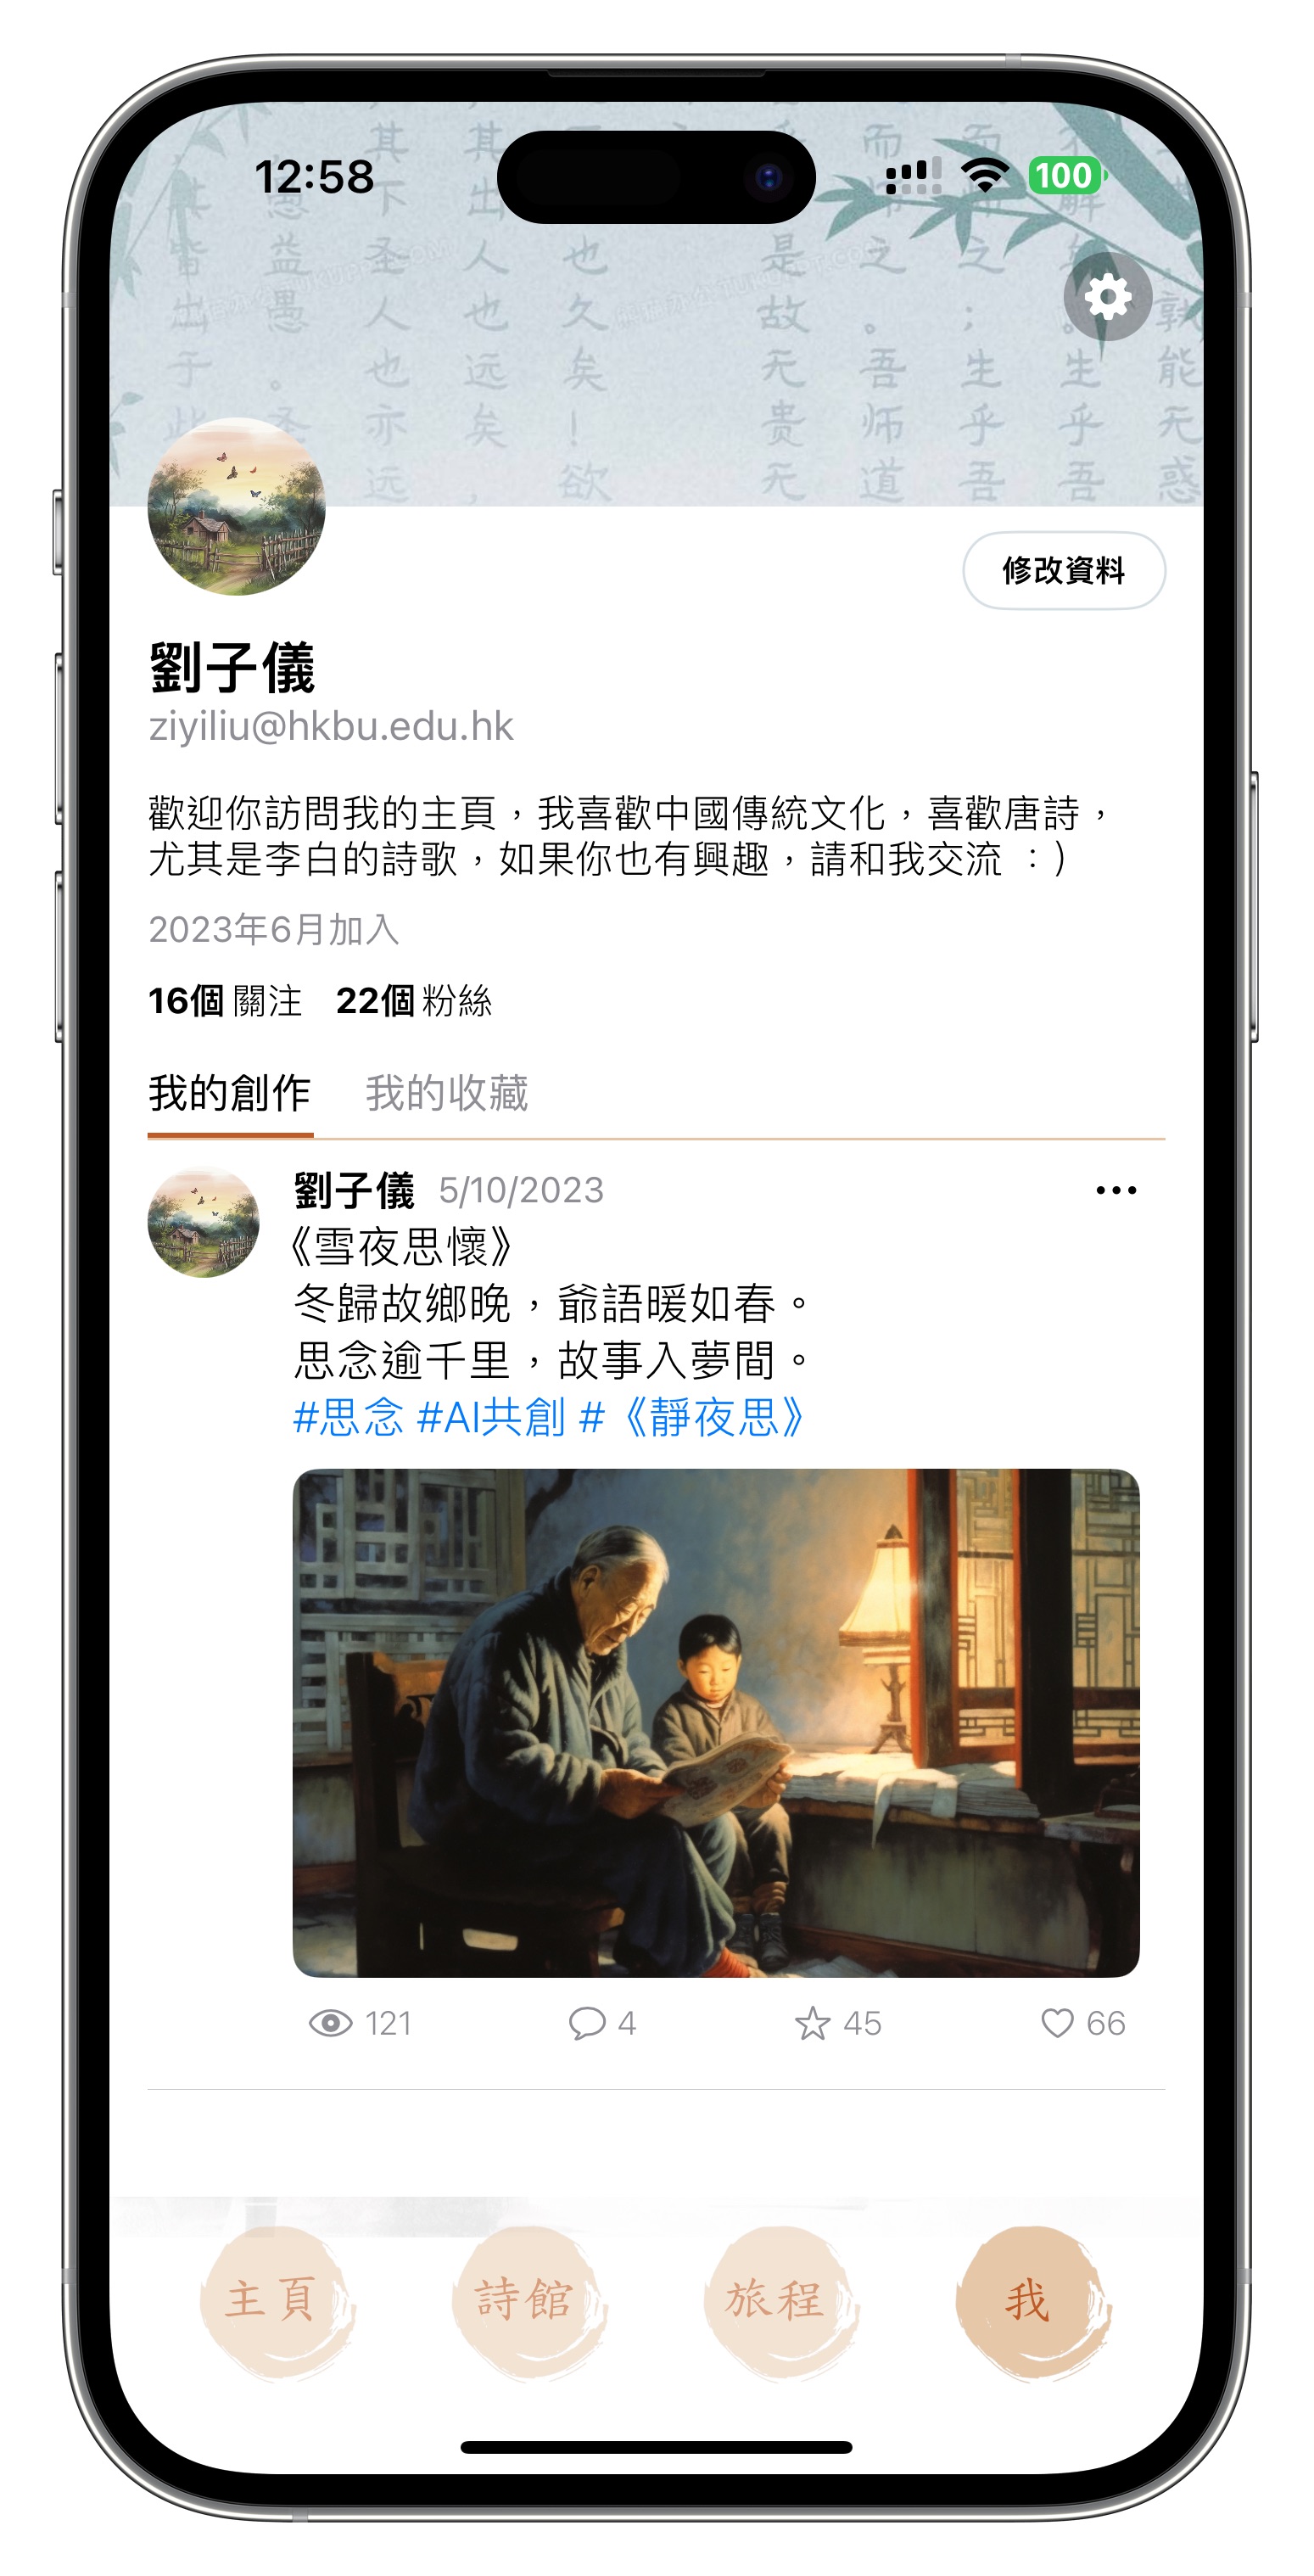 12:58
100
修改資料
劉子儀
ziyiliu@hkbu.edu.hk
歡迎你訪問我的主頁，我喜歡中國傳統文化，喜歡唐詩，
尤其是李白的詩歌，如果你也有興趣，請和我交流 ：)
2023年6月加入
16個 關注 22個 粉絲
我的創作 我的收藏
劉子儀 5/10/2023
《雪夜思懷》
冬歸故鄉晚，爺語暖如春。
思念逾千里，故事入夢間。
#思念 #AI共創 #《靜夜思》
121 4 45 66
主頁 詩館 旅程 我